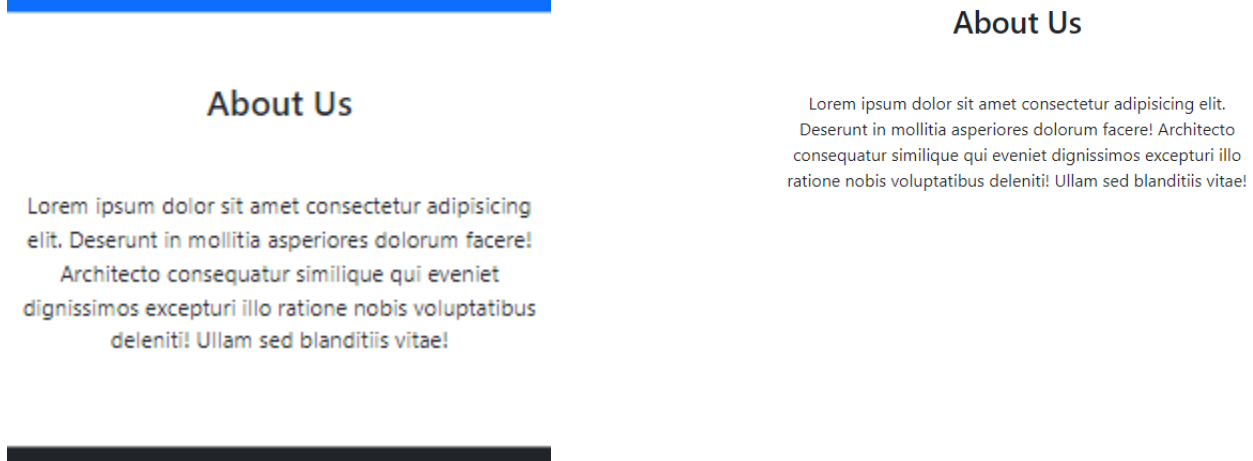 About Us
Lorem ipsum dolor sit amet consectetur adipisicing
elit. Deserunt in mollitia asperiores dolorum facere!
Architecto consequatur similique qui eveniet
dignissimos excepturi illo ratione nobis voluptatibus
deleniti! Ullam sed blanditiis vitae!
About Us
Lorem ipsum dolor sit amet consectetur adipisicing elit.
Deserunt in mollitia asperiores dolorum facere! Architecto
consequatur similique qui eveniet dignissimos excepturi illo
ratione nobis voluptatibus deleniti! Ullam sed blanditiis vitae!